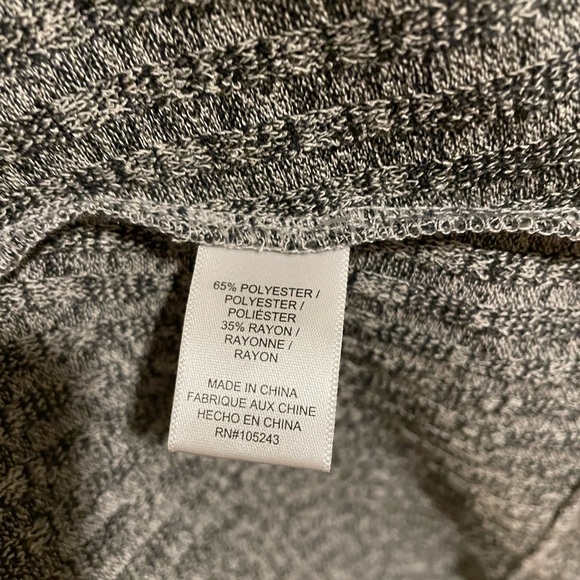 65% POLYESTER /
POLYESTER /
POLIÉSTER
35% RAYON /
RAYONNE /
RAYON
MADE IN CHINA
FABRIQUE AUX CHINE
HECHO EN CHINA
RN#105243